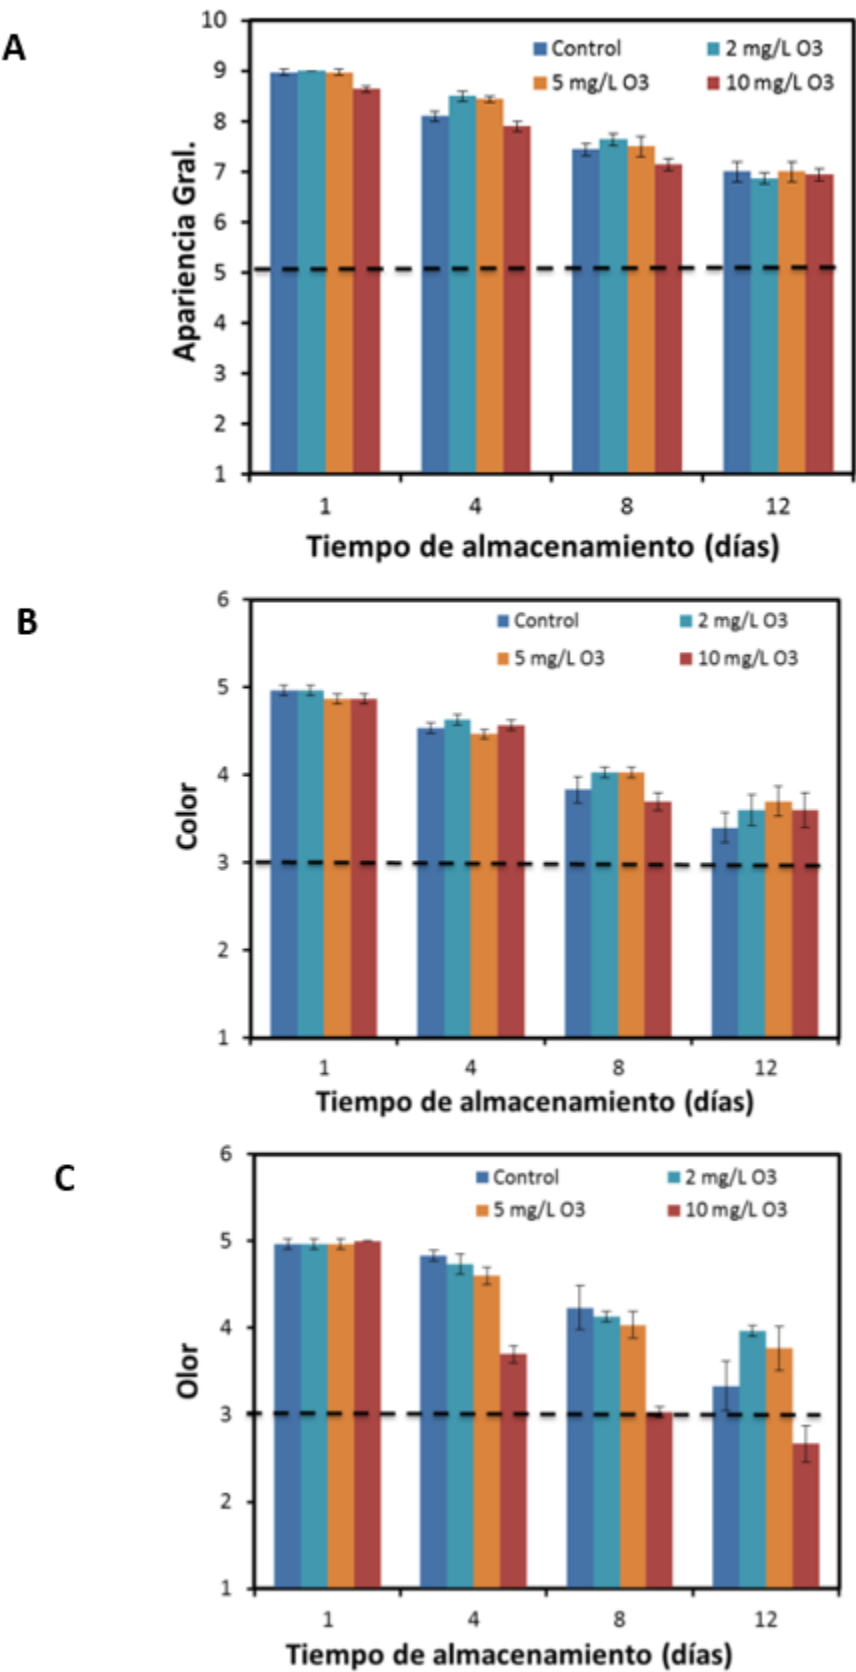 A
10
9
8
7
6
5
4
3
2
1
Apariencia Gral.
Control
2 mg/L O3
5 mg/L O3
10 mg/L O3
1 4 8 12
Tiempo de almacenamiento (días)
B
6
5
4
3
2
1
Color
Control
2 mg/L O3
5 mg/L O3
10 mg/L O3
1 4 8 12
Tiempo de almacenamiento (días)
C
6
5
4
3
2
1
Olor
Control
2 mg/L O3
5 mg/L O3
10 mg/L O3
1 4 8 12
Tiempo de almacenamiento (días)